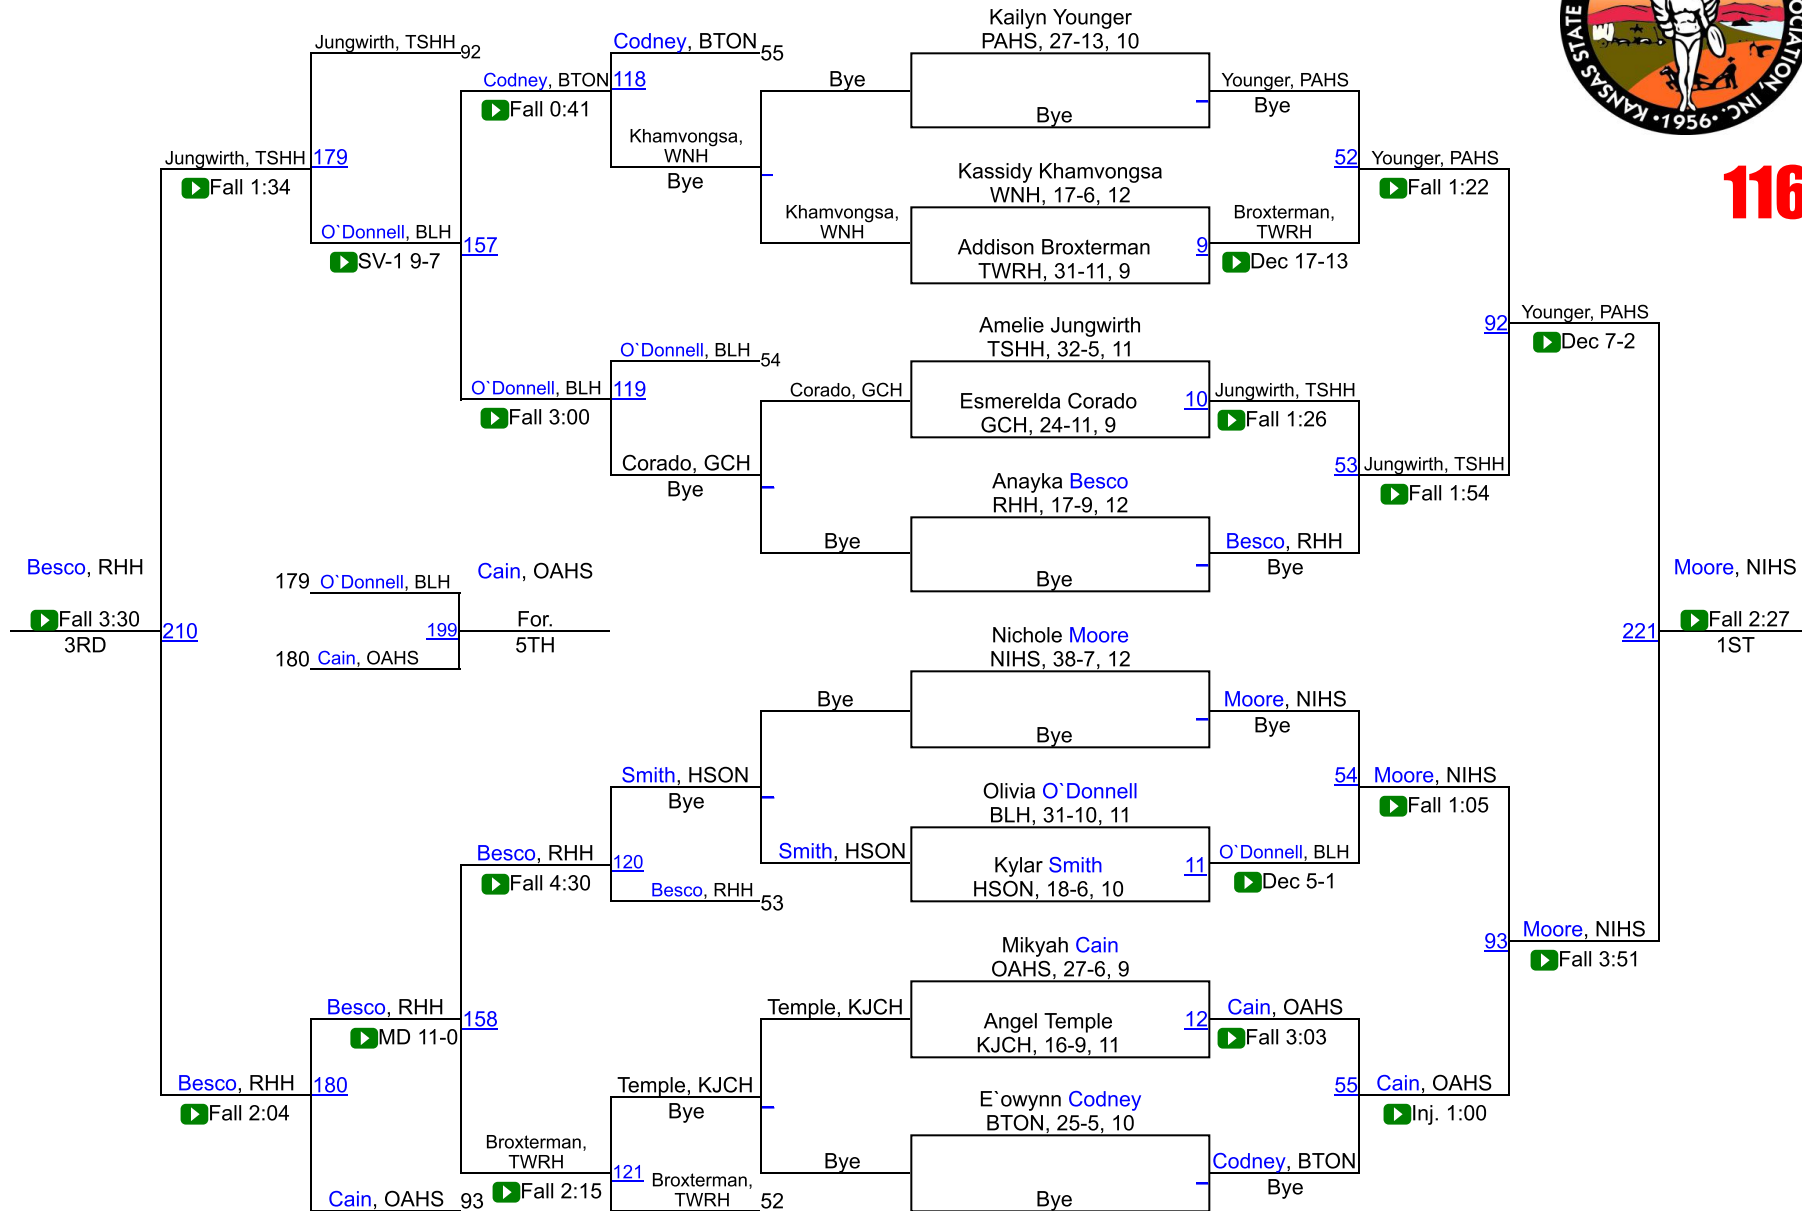 Kailyn Younger
PAHS, 27-13, 10
Bye
Kassidy Khamvongsa
WNH, 17-6, 12
Addison Broxterman
TWRH, 31-11, 9
Amelie Jungwirth
TSHH, 32-5, 11
Esmerelda Corado
GCH, 24-11, 9
Anayka Besco
RHH, 17-9, 12
Bye
Nichole Moore
NIHS, 38-7, 12
Bye
Olivia O`Donnell
BLH, 31-10, 11
Kylar Smith
HSON, 18-6, 10
Mikyah Cain
OAHS, 27-6, 9
Angel Temple
KJCH, 16-9, 11
E`owynn Codney
BTON, 25-5, 10
Bye
Younger, PAHS
Bye
9
Broxterman,
TWRH
Dec 17-13
10
Jungwirth, TSHH
Fall 1:26
Besco, RHH
Bye
Moore, NIHS
Bye
11
O`Donnell, BLH
Dec 5-1
12
Cain, OAHS
Fall 3:03
Codney, BTON
Bye
52
Younger, PAHS
Fall 1:22
53
Jungwirth, TSHH
Fall 1:54
54
Moore, NIHS
Fall 1:05
55
Cain, OAHS
Inj. 1:00
92
Younger, PAHS
Dec 7-2
93
Moore, NIHS
Fall 3:51
221
Moore, NIHS
Fall 2:27
1ST
Bye
Khamvongsa,
WNH
Corado, GCH
Bye
Bye
Smith, HSON
Temple, KJCH
Bye
Codney, BTON
55
Khamvongsa,
WNH
Bye
O`Donnell, BLH
54
Corado, GCH
Bye
Smith, HSON
Bye
Besco, RHH
53
Temple, KJCH
Bye
Broxterman,
TWRH
52
Codney, BTON
118
Fall 0:41
O`Donnell, BLH
119
Fall 3:00
Besco, RHH
120
Fall 4:30
Broxterman,
TWRH
121
Fall 2:15
Jungwirth, TSHH
92
O`Donnell, BLH
157
SV-1 9-7
Besco, RHH
158
MD 11-0
Cain, OAHS
93
Jungwirth, TSHH
179
Fall 1:34
Besco, RHH
180
Fall 2:04
Besco, RHH
Fall 3:30
3RD
210
179
O`Donnell, BLH
180
Cain, OAHS
199
Cain, OAHS
For.
5TH
116
KANSAS STATE
OCIATION, INC.
•1956•